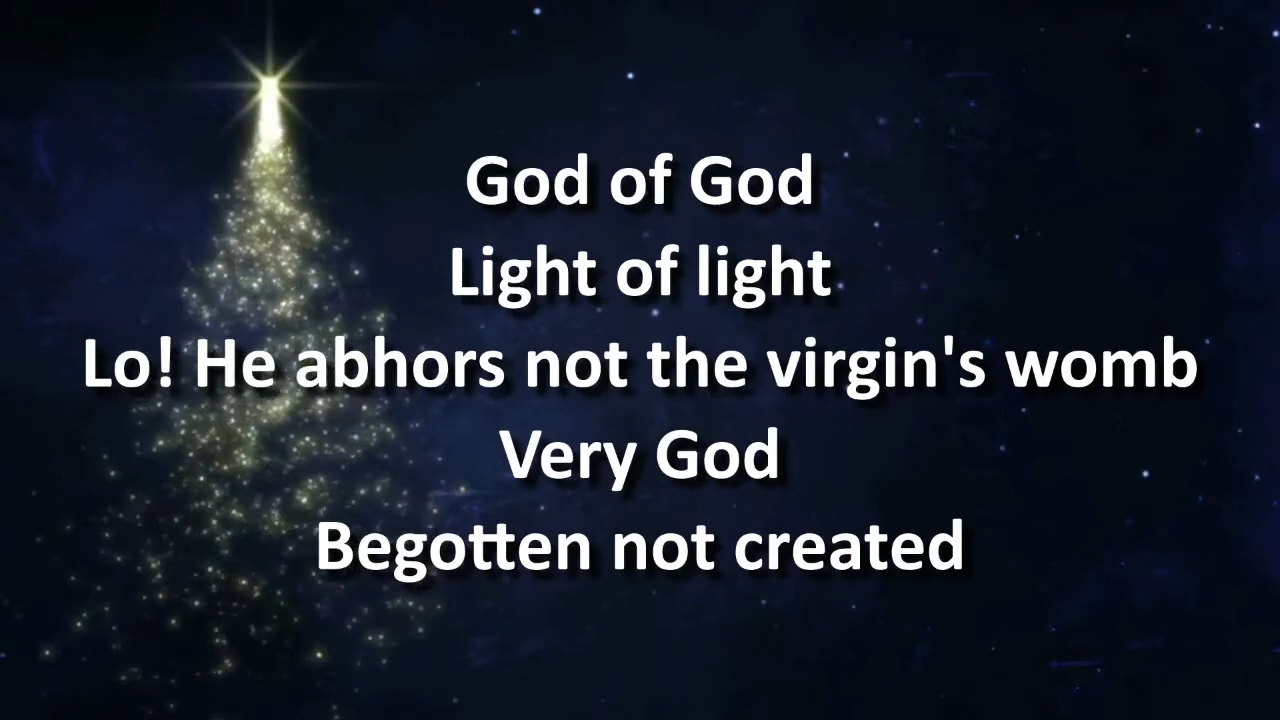 God of God
Light of light
Lo! He abhors not the virgin's womb
Very God
Begotten not created